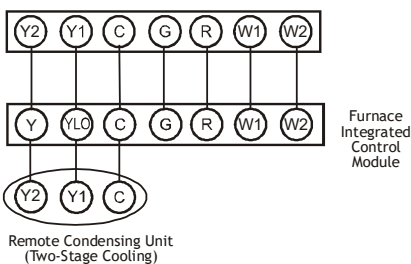 Y2 Y1 C G R W1 W2
Y YLO C G R W1 W2
Furnace
Integrated
Control
Module
Y2 Y1 C
Remote Condensing Unit
(Two-Stage Cooling)